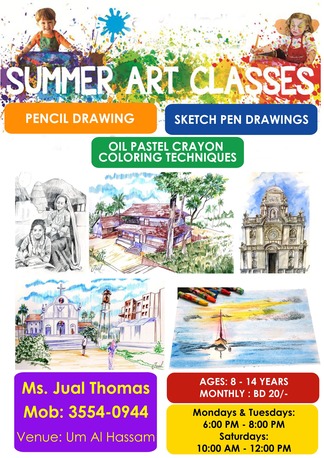 SUMMER ART CLASSES
PENCIL DRAWING
SKETCH PEN DRAWINGS
OIL PASTEL CRAYON
COLORING TECHNIQUES
Ms. Jual Thomas
Mob: 3554-0944
Venue: Um Al Hassam
AGES: 8 - 14 YEARS
MONTHLY : BD 20/-
Mondays & Tuesdays:
6:00 PM - 8:00 PM
Saturdays:
10:00 AM - 12:00 PM